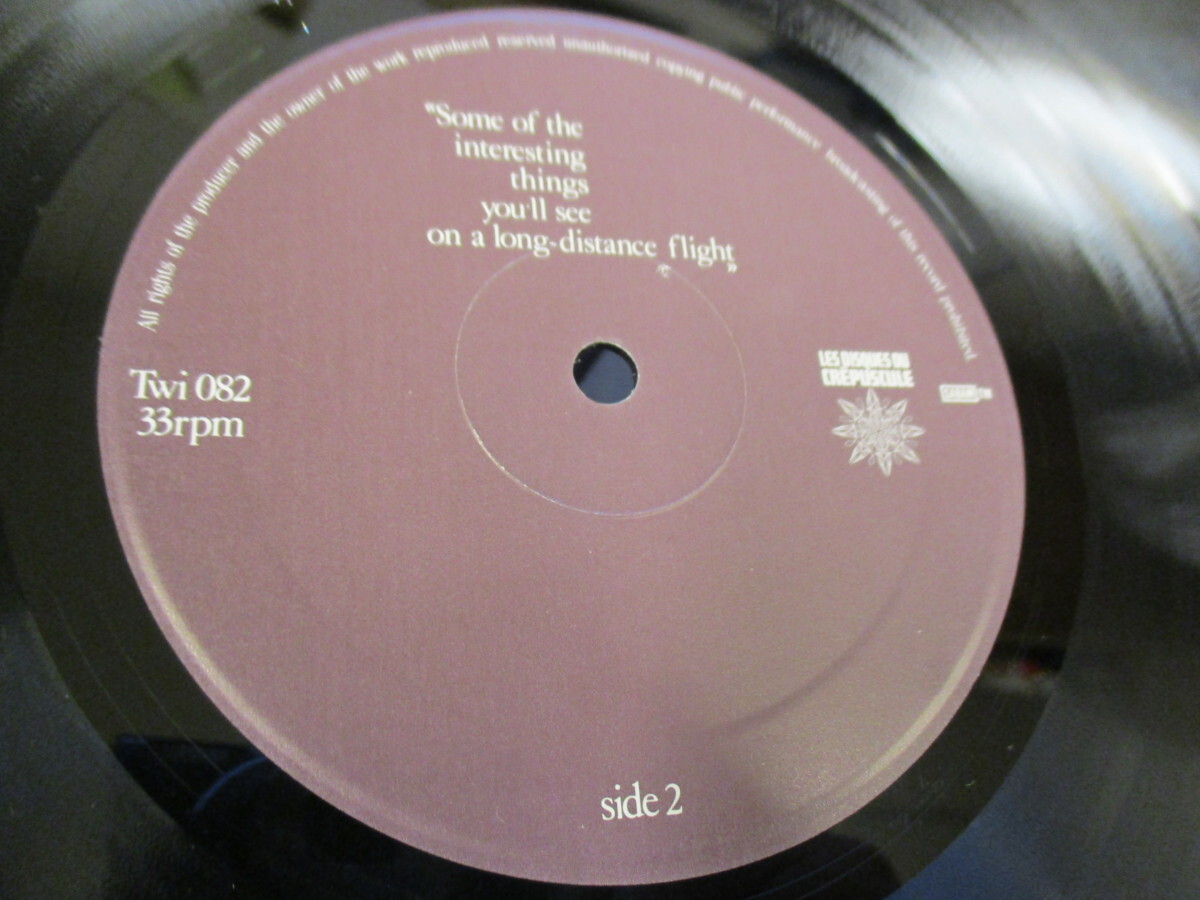 All rights of the producer and the owner of the work reproduced reserved unauthorised copying public performance broadcasting of this record prohibited
"Some of the
interesting
things
you'll see
on a long-distance flight"
Twi 082
33rpm
LES DISQUES DU
CRÉPUSCULE
side 2